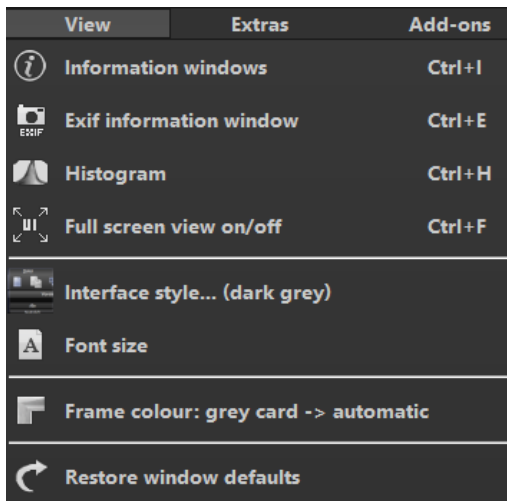 View Extras Add-ons
Information windows Ctrl+I
EXIF Exif information window Ctrl+E
Histogram Ctrl+H
UI Full screen view on/off Ctrl+F
Interface style... (dark grey)
A Font size
Frame colour: grey card -> automatic
Restore window defaults